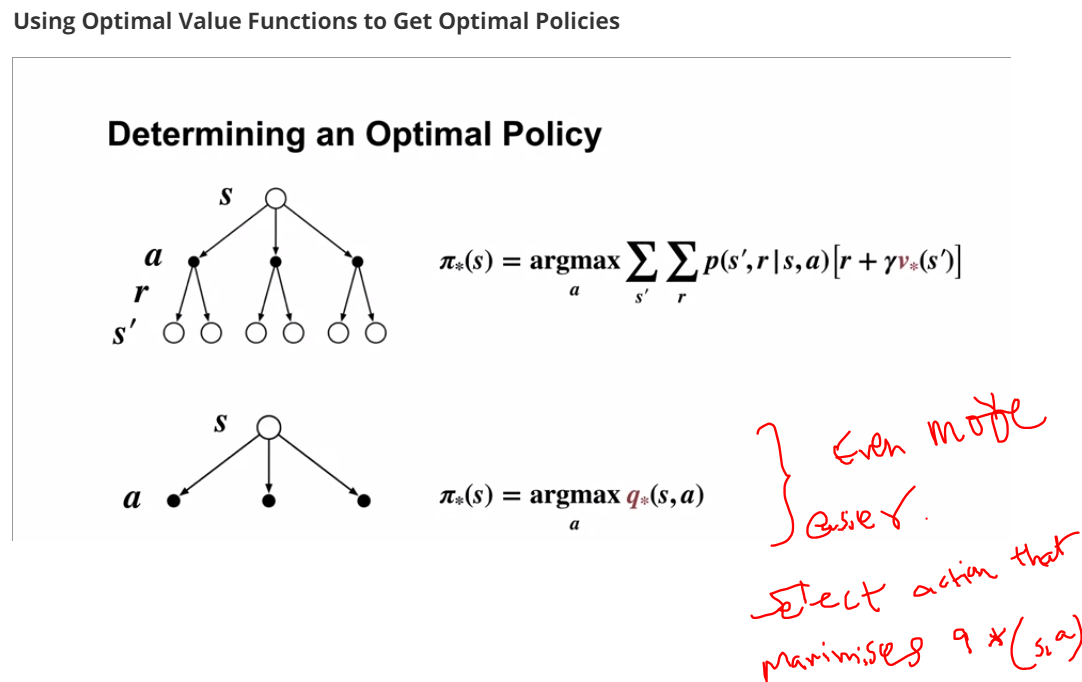 Using Optimal Value Functions to Get Optimal Policies
Determining an Optimal Policy
s
a
r
s′
π*(s) = argmax Σ Σ p(s′, r | s, a) [r + γv*(s′)]
a s′ r
s
a
π*(s) = argmax q*(s, a)
a
Even more
easier.
Select action that
maximises q*(s,a)